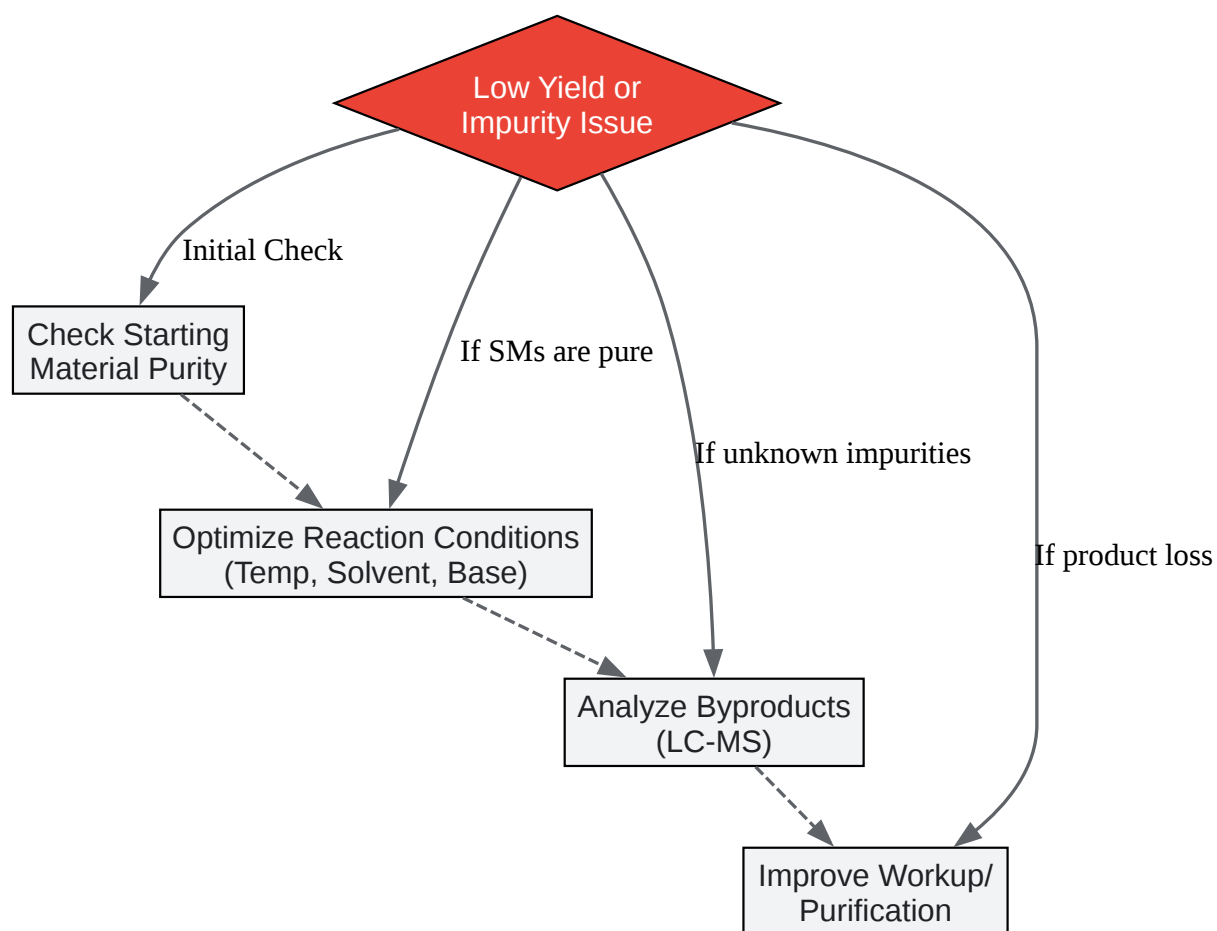 Low Yield or
Impurity Issue
Initial Check
Check Starting
Material Purity
If SMs are pure
If unknown impurities
Optimize Reaction Conditions
(Temp, Solvent, Base)
If product loss
Analyze Byproducts
(LC-MS)
Improve Workup/
Purification